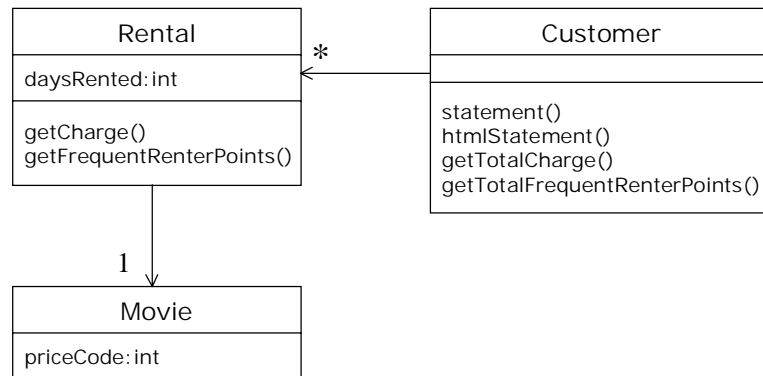 Rental
daysRented:int
getCharge()
getFrequentRenterPoints()
*
Customer
statement()
htmlStatement()
getTotalCharge()
getTotalFrequentRenterPoints()
1
Movie
priceCode:int